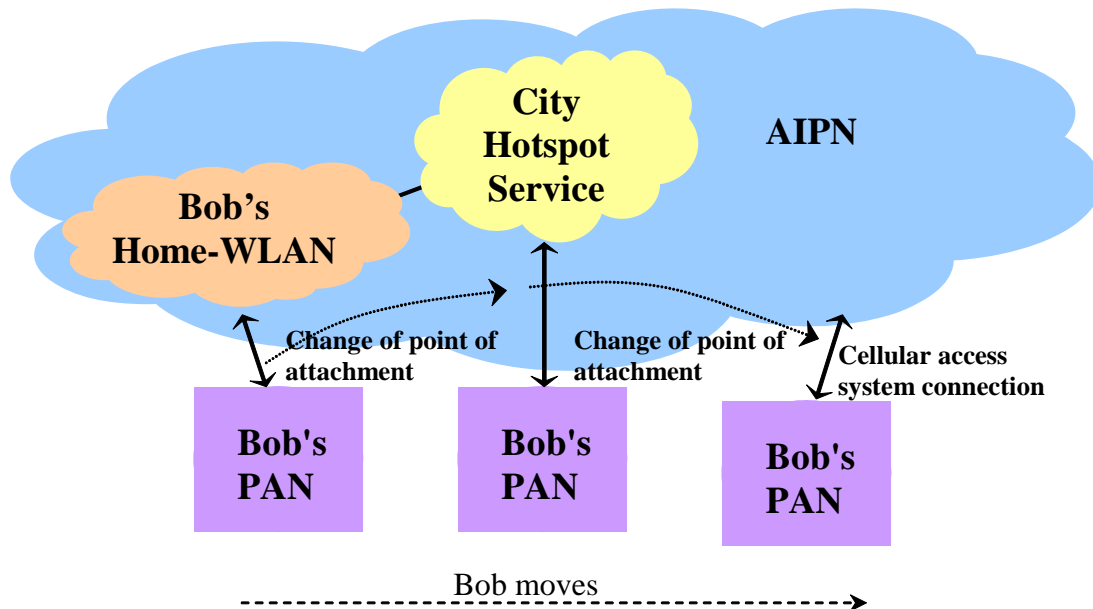 City
Hotspot
Service
AIPN
Bob’s
Home-WLAN
Change of point of
attachment
Change of point of
attachment
Cellular access
system connection
Bob's
PAN
Bob's
PAN
Bob's
PAN
Bob moves